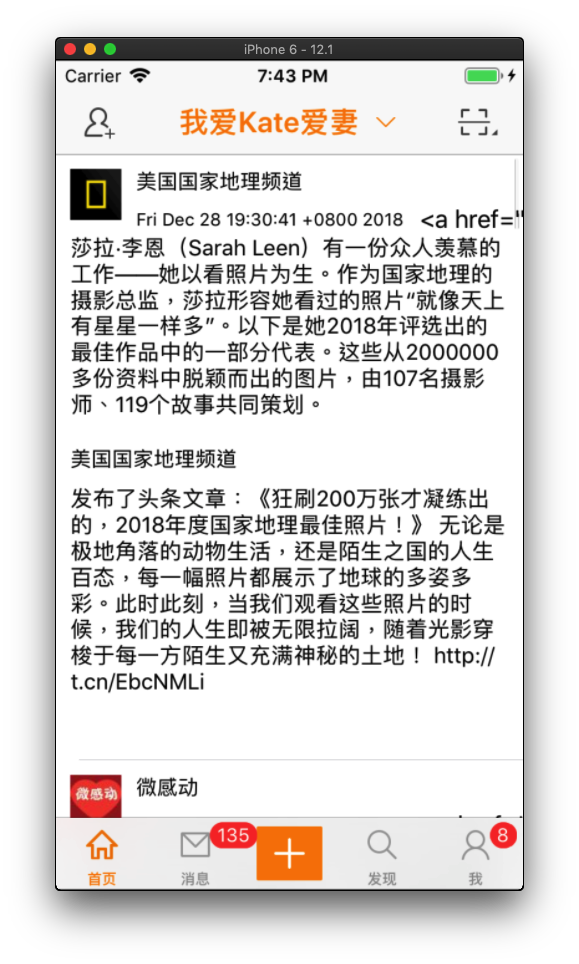 iPhone 6 - 12.1
Carrier 7:43 PM
我爱Kate爱妻
美国国家地理频道
Fri Dec 28 19:30:41 +0800 2018 <a href="
莎拉·李恩（Sarah Leen）有一份众人羡慕的
工作——她以看照片为生。作为国家地理的
摄影总监，莎拉形容她看过的照片“就像天上
有星星一样多”。以下是她2018年评选出的
最佳作品中的一部分代表。这些从2000000
多份资料中脱颖而出的图片，由107名摄影
师、119个故事共同策划。
美国国家地理频道
发布了头条文章：《狂刷200万张才凝练出
的，2018年度国家地理最佳照片！》 无论是
极地角落的动物生活，还是陌生之国的人生
百态，每一幅照片都展示了地球的多姿多
彩。此时此刻，当我们观看这些照片的时
候，我们的人生即被无限拉阔，随着光影穿
梭于每一方陌生又充满神秘的土地！ http://
t.cn/EbcNMLi
微感动
微感动
135
8
首页
消息
发现
我